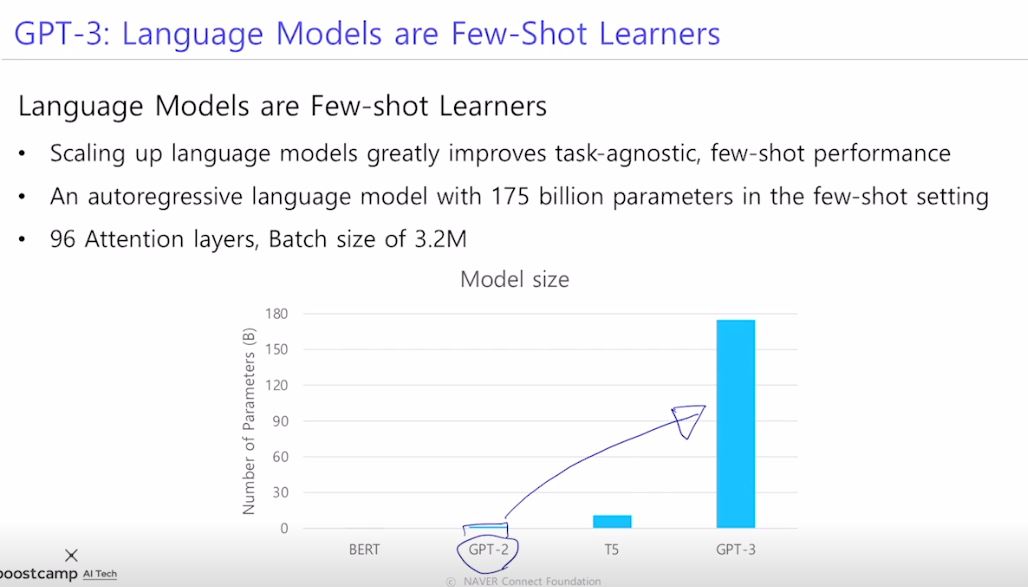 GPT-3: Language Models are Few-Shot Learners
Language Models are Few-shot Learners
• Scaling up language models greatly improves task-agnostic, few-shot performance
• An autoregressive language model with 175 billion parameters in the few-shot setting
• 96 Attention layers, Batch size of 3.2M
Model size
Number of Parameters (B)
180
150
120
90
60
30
0
BERT GPT-2 T5 GPT-3
boostcamp AI Tech
© NAVER Connect Foundation